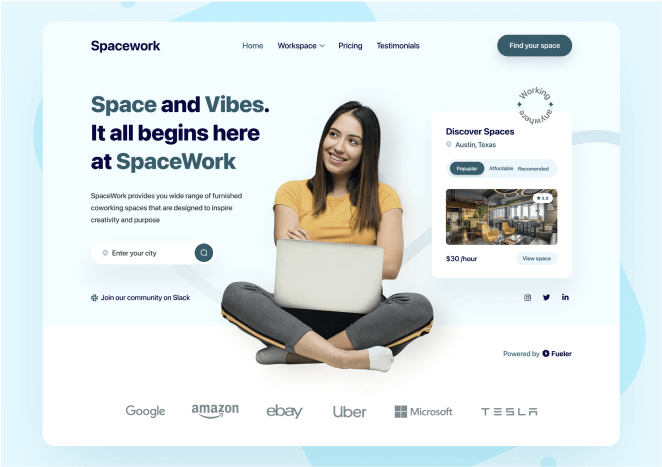 Spacework
Home Workspace Pricing Testimonials
Find your space
Space and Vibes.
It all begins here
at SpaceWork
SpaceWork provides you wide range of furnished
coworking spaces that are designed to inspire
creativity and purpose
Enter your city
Join our community on Slack
Working anywhere
Discover Spaces
Austin, Texas
Popupler Affordable Recomended
4.8
$30 /hour
View space
Powered by Fueler
Google amazon ebay Uber Microsoft TESLA